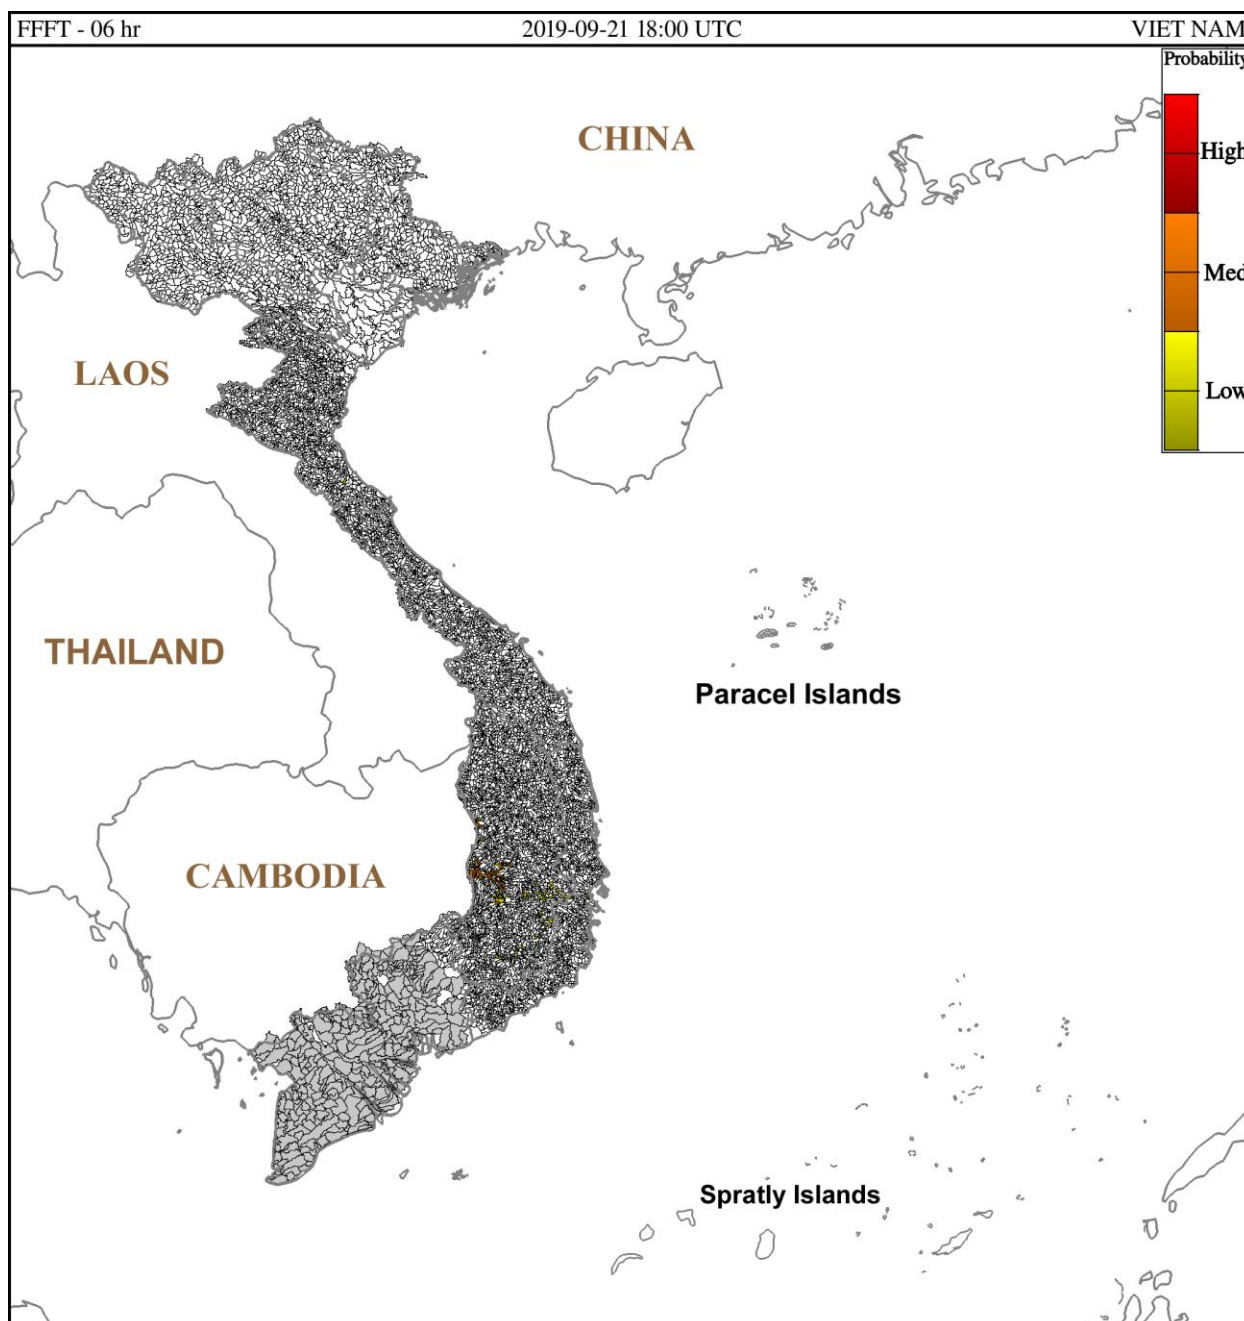 FFFT - 06 hr 2019-09-21 18:00 UTC VIET NAM
Probability
CHINA
High
Med
LAOS
Low
THAILAND
Paracel Islands
CAMBODIA
Spratly Islands